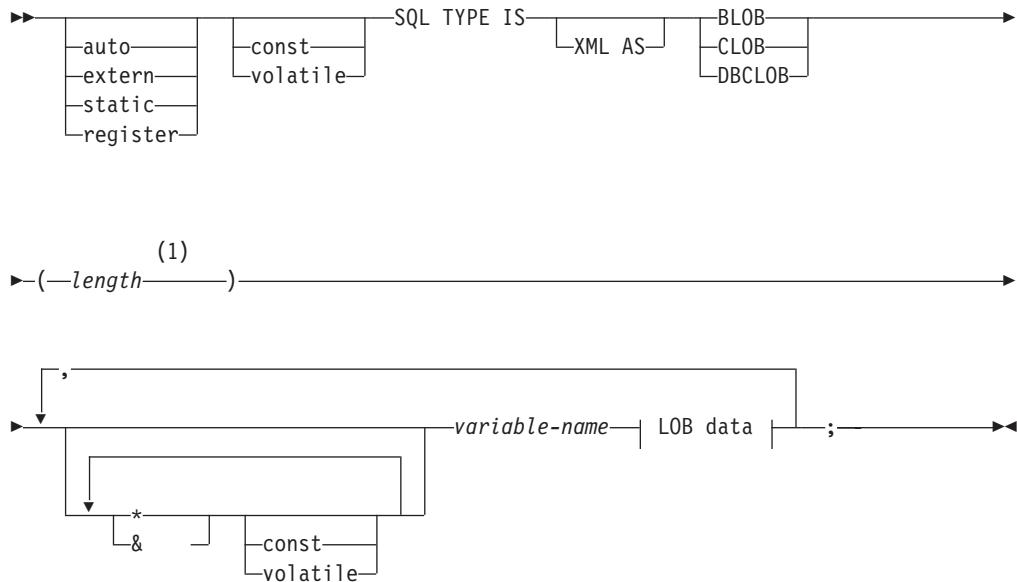 SQL TYPE IS BLOB
auto const XML AS CLOB
extern volatile DBCLOB
static
register
(1)
( length )
,
variable-name LOB data ;
*
& const
volatile